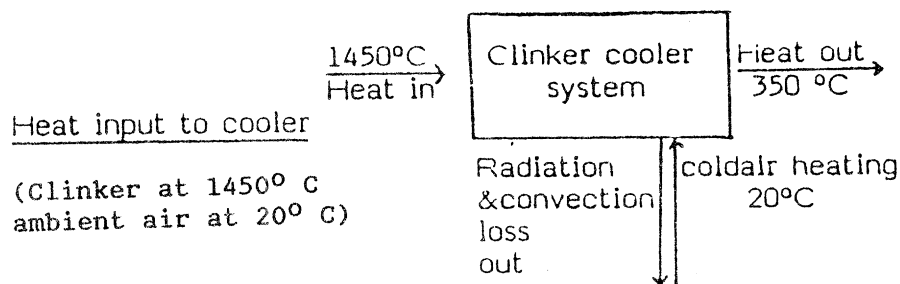 1450°C
Heat in
Clinker cooler
system
Heat out
350 °C
Heat input to cooler
(Clinker at 1450° C
ambient air at 20° C)
Radiation
&convection
loss
out
coldair heating
20°C